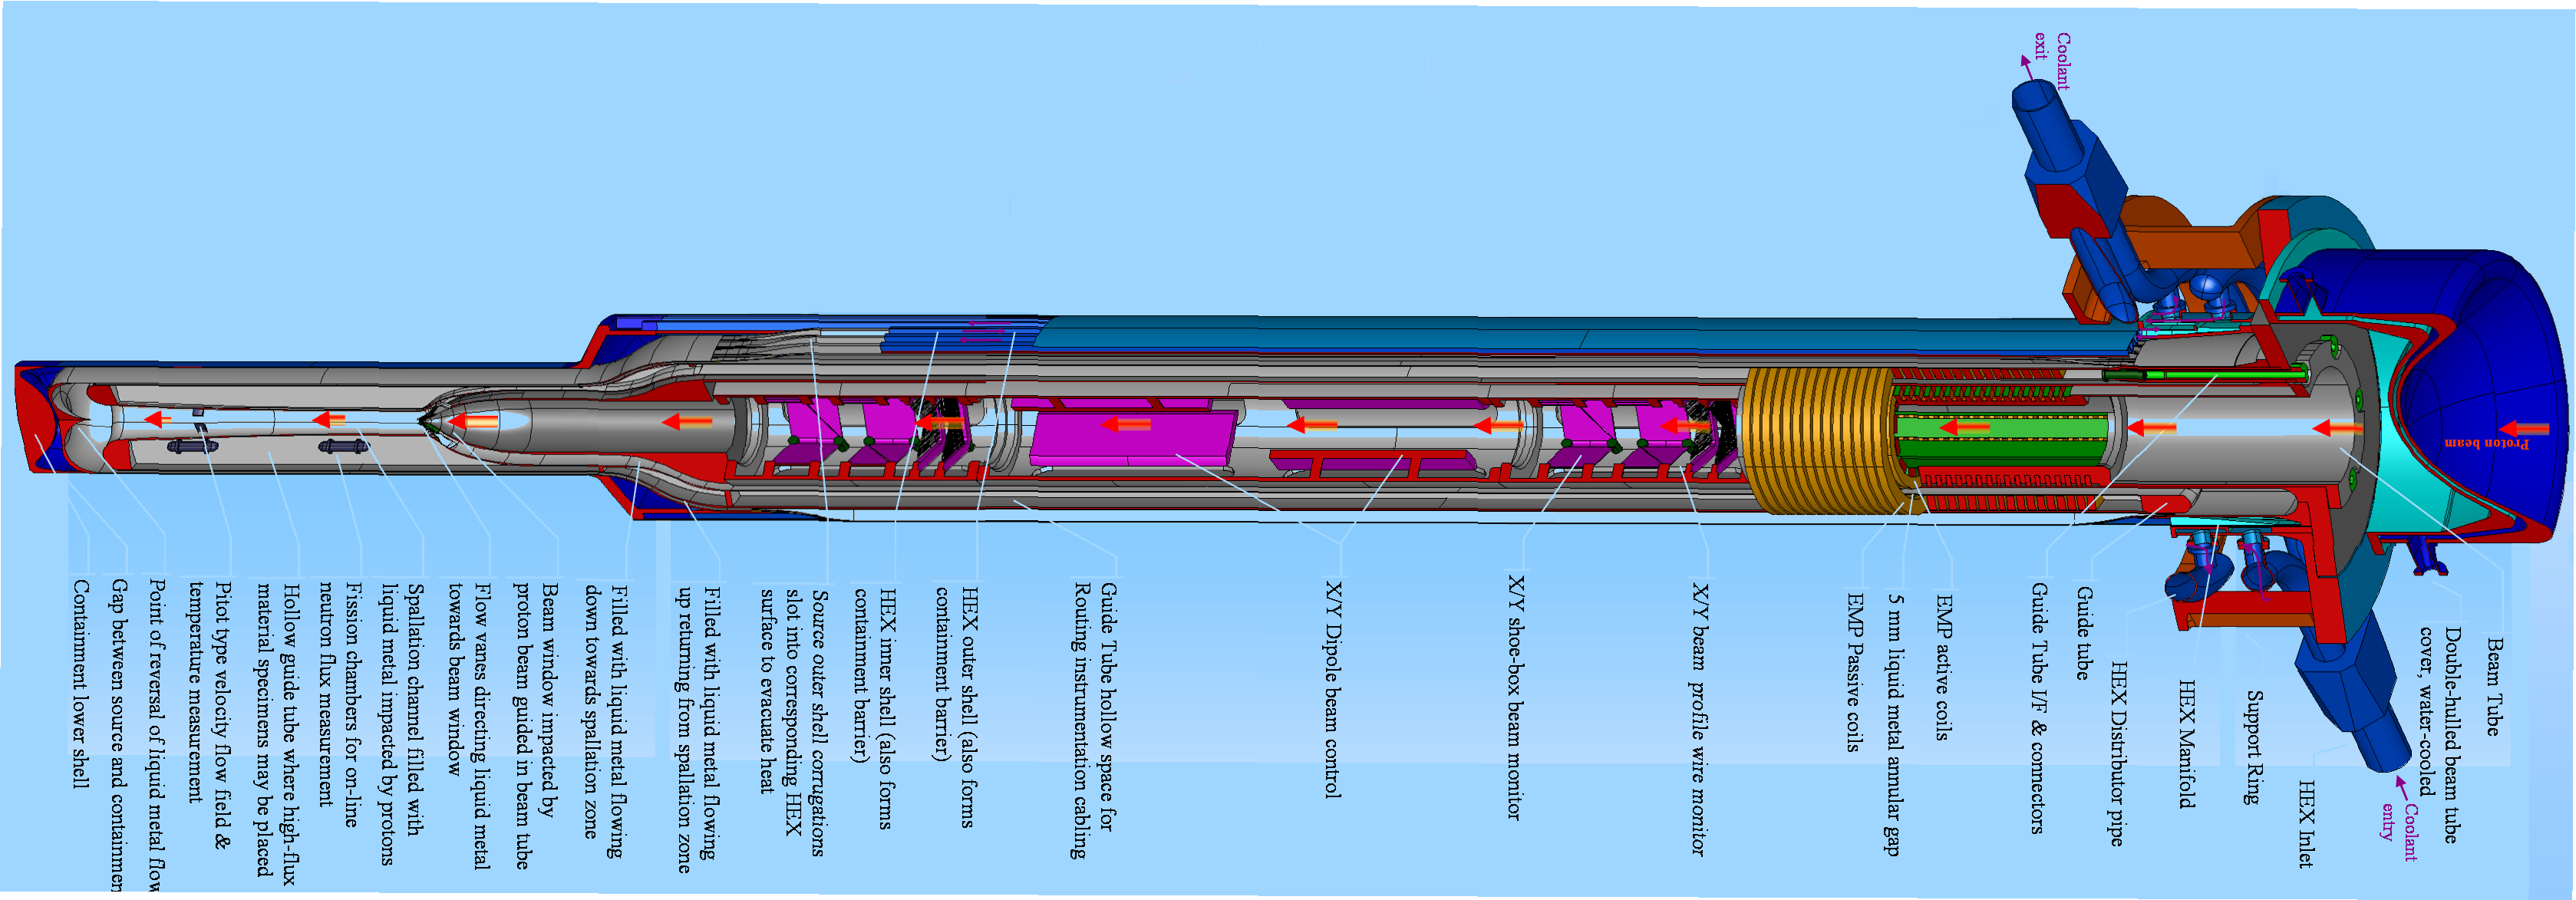 Coolant
exit
Proton beam
Coolant
entry
Beam Tube
Double-hulled beam tube
cover, water-cooled
HEX Inlet
Support Ring
HEX Manifold
HEX Distributor pipe
Guide tube
Guide Tube I/F & connectors
EMP active coils
5 mm liquid metal annular gap
EMP Passive coils
X/Y beam profile wire monitor
X/Y shoe-box beam monitor
X/Y Dipole beam control
Guide Tube hollow space for
Routing instrumentation cabling
HEX outer shell (also forms
containment barrier)
HEX inner shell (also forms
containment barrier)
Source outer shell corrugations
slot into corresponding HEX
surface to evacuate heat
Filled with liquid metal flowing
up returning from spallation zone
Filled with liquid metal flowing
down towards spallation zone
Beam window impacted by
proton beam guided in beam tube
Flow vanes directing liquid metal
towards beam window
Spallation channel filled with
liquid metal impacted by protons
Fission chambers for on-line
neutron flux measurement
Hollow guide tube where high-flux
material specimens may be placed
Pitot type velocity flow field &
temperature measurement
Point of reversal of liquid metal flow
Gap between source and containmen
Containment lower shell